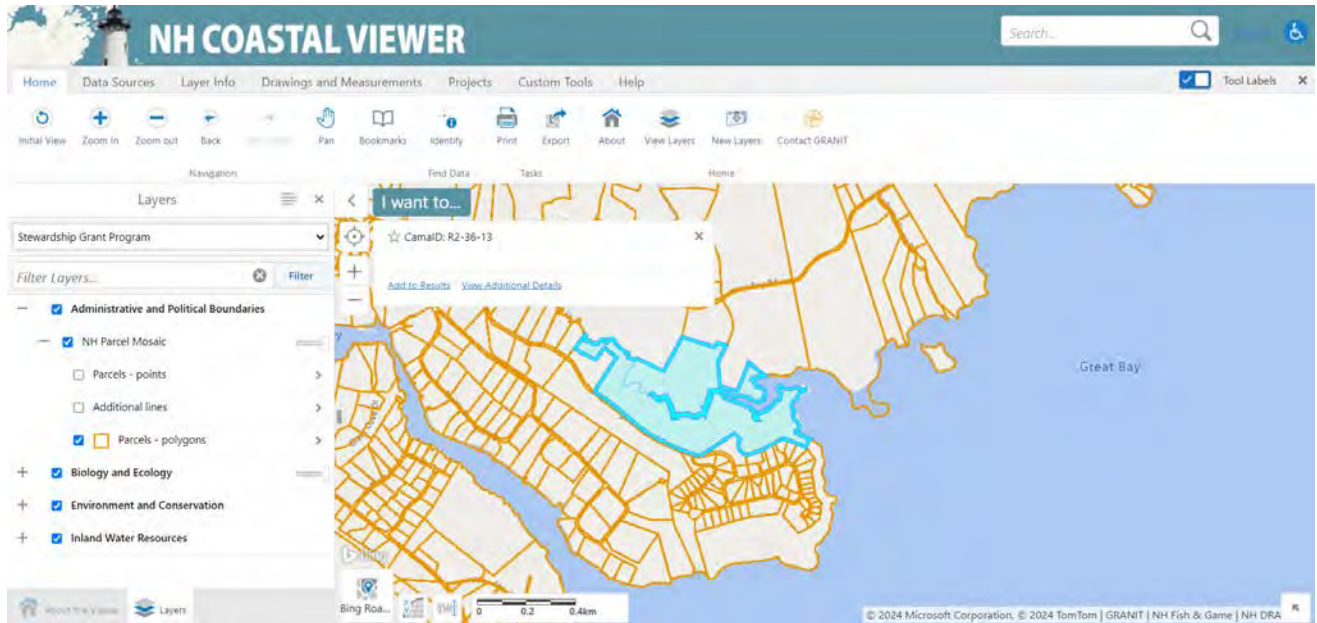 NH COASTAL VIEWER
Search...
Home Data Sources Layer Info Drawings and Measurements Projects Custom Tools Help
Tool Labels
Initial View Zoom In Zoom out Back Pan Bookmarks Identify Print Export About View Layers New Layers Contact GRANIT
Navigation Find Data Tasks Home
Layers
I want to...
Stewardship Grant Program
CamaID: R2-36-13
Filter Layers... Filter
Add to Results View Additional Details
Administrative and Political Boundaries
NH Parcel Mosaic
Parcels - points
Great Bay
Additional lines
Parcels - polygons
Biology and Ecology
Environment and Conservation
Inland Water Resources
About the Viewer Layers
Bing Roa...
0 0.2 0.4km
© 2024 Microsoft Corporation, © 2024 TomTom | GRANIT | NH Fish & Game | NH DRA